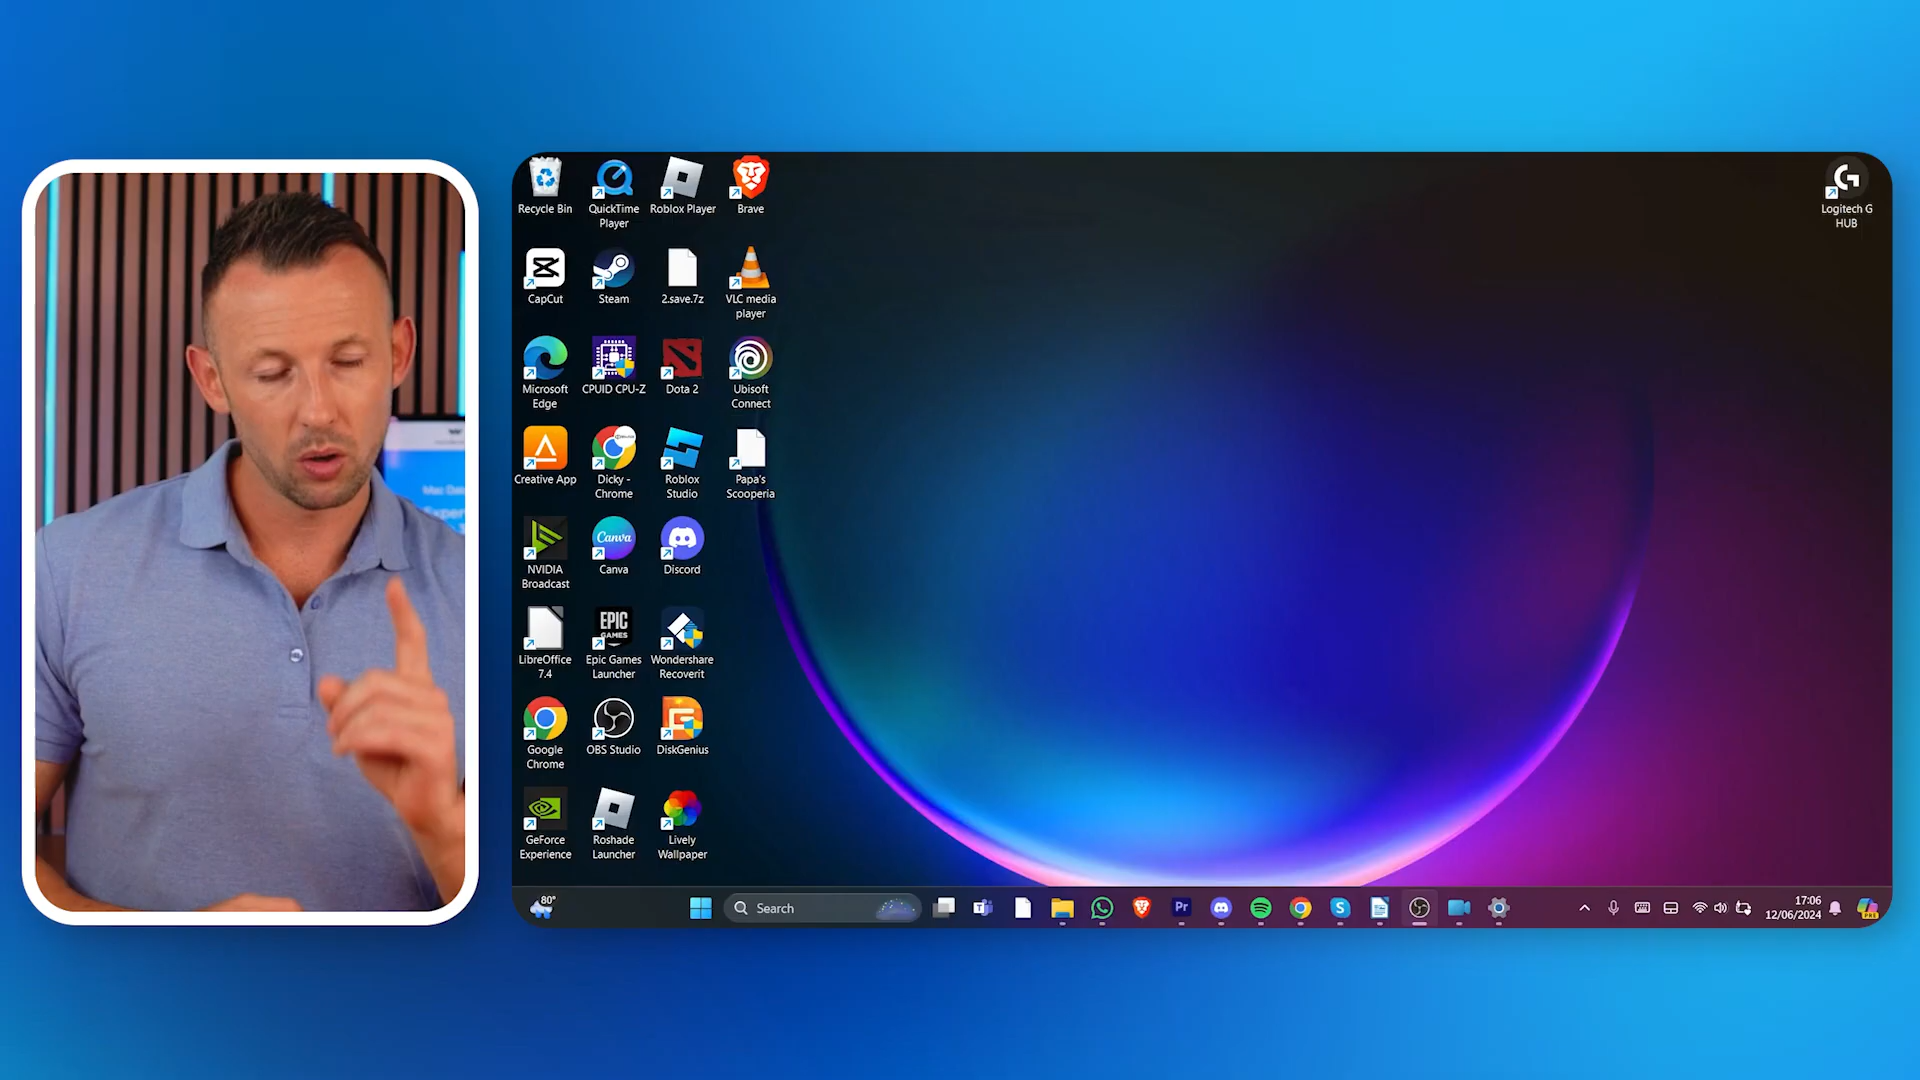 Recycle Bin
QuickTime
Player
Roblox Player
Brave
Logitech G
HUB
CapCut
Steam
2.save.7z
VLC media
player
Microsoft
Edge
CPUID CPU-Z
Dota 2
Ubisoft
Connect
Creative App
Dicky -
Chrome
Roblox
Studio
Papa's
Scooperia
NVIDIA
Broadcast
Canva
Canva
Discord
LibreOffice
7.4
EPIC
GAMES
Epic Games
Launcher
Wondershare
Recoverit
Google
Chrome
OBS Studio
DiskGenius
GeForce
Experience
Roshade
Launcher
Lively
Wallpaper
80°
Search
Pr
17:06
12/06/2024
PRE